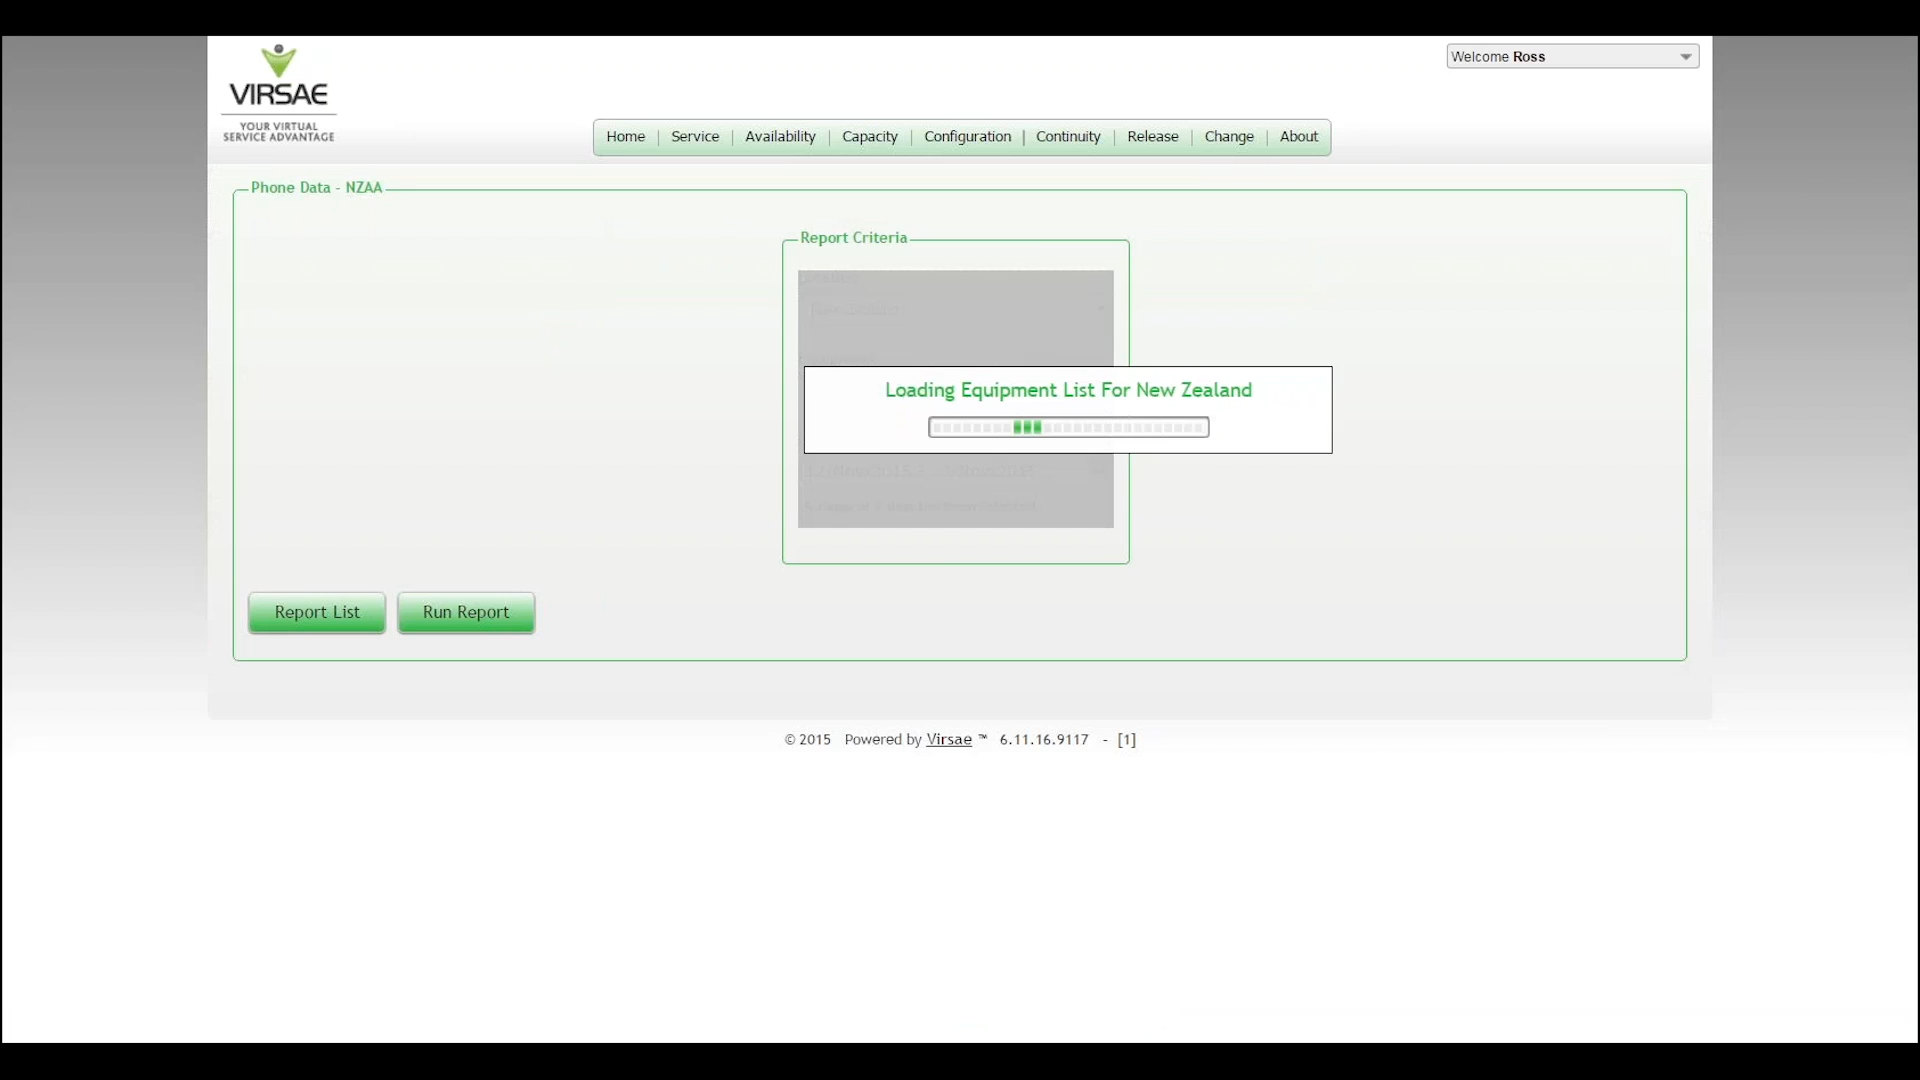 VIRSAE
YOUR VIRTUAL
SERVICE ADVANTAGE
Welcome Ross
Home
Service
Availability
Capacity
Configuration
Continuity
Release
Change
About
Phone Data - NZAA
Report Criteria
Loading Equipment List For New Zealand
Report List
Run Report
© 2015 Powered by Virsae ™ 6.11.16.9117 - [1]